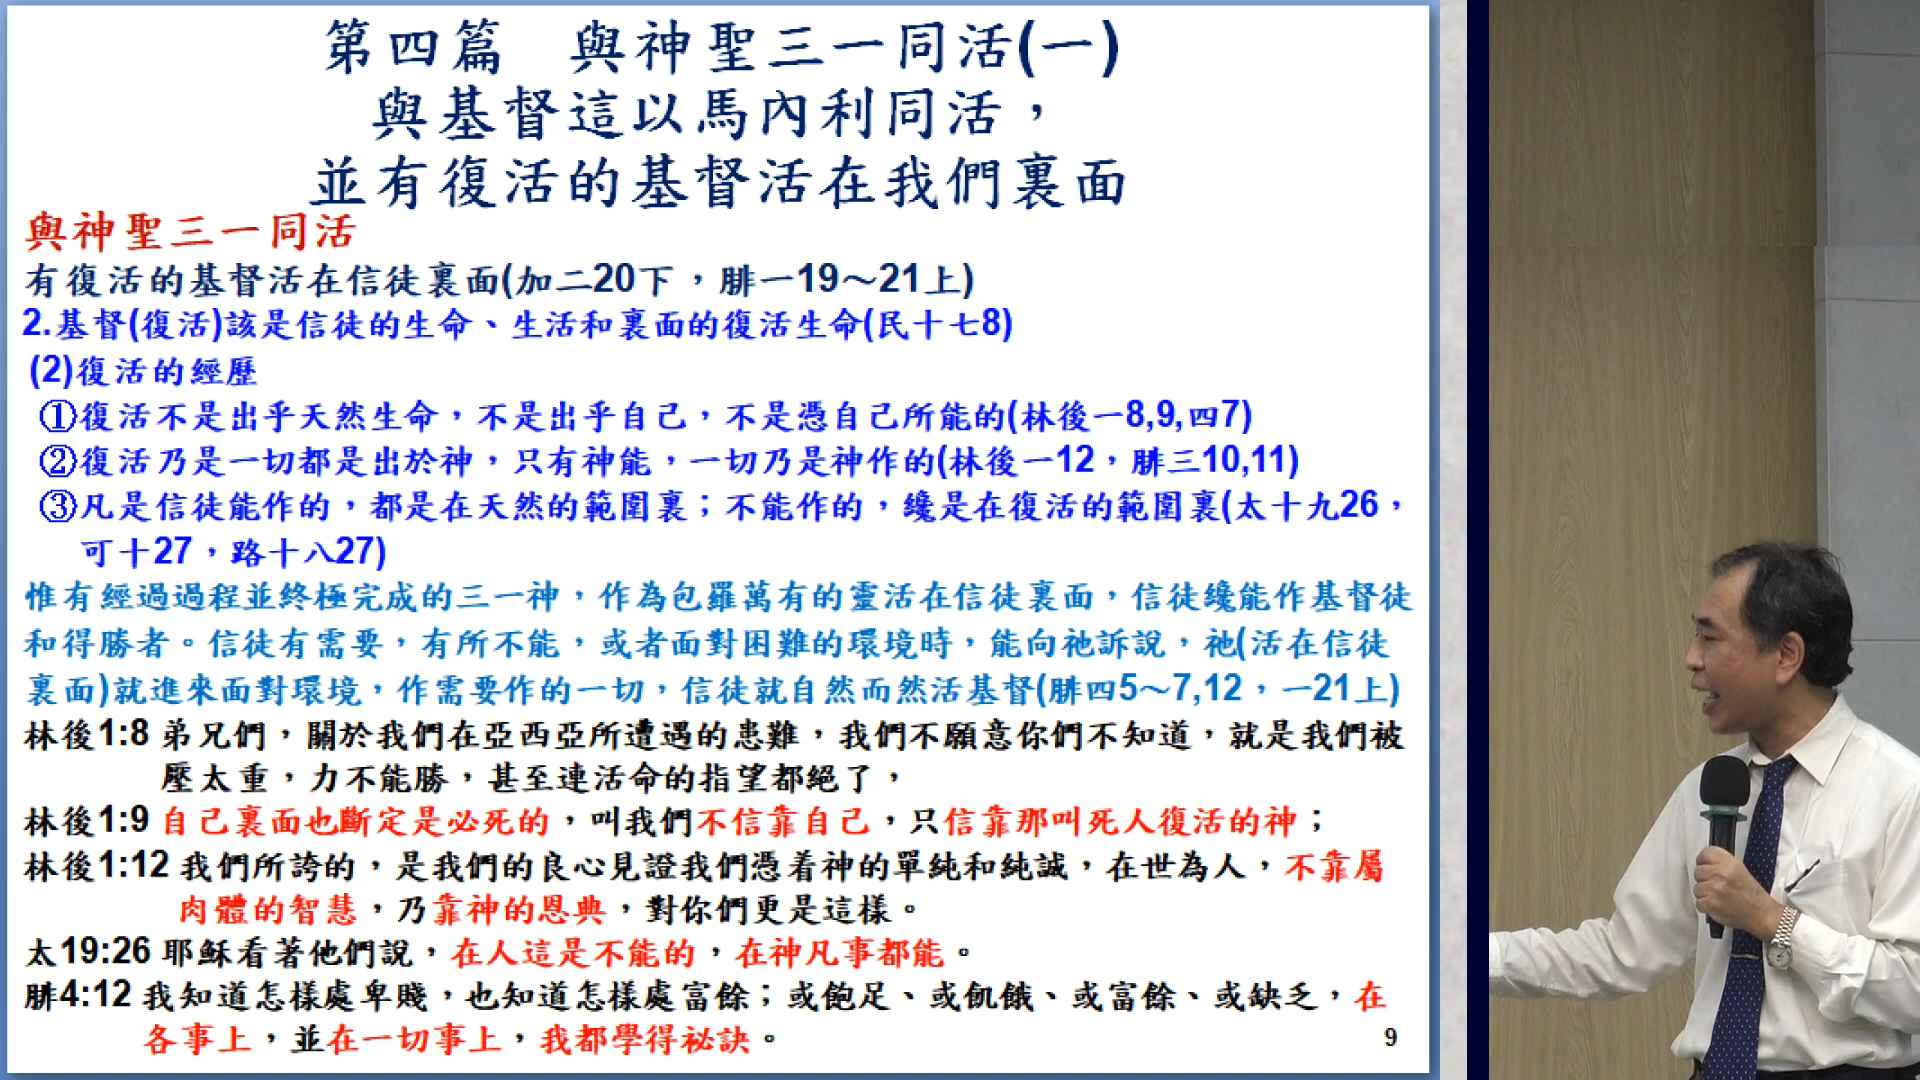 第四篇　與神聖三一同活(一)
與基督這以馬內利同活，
並有復活的基督活在我們裏面
與神聖三一同活
有復活的基督活在信徒裏面(加二20下，腓一19～21上)
2.基督(復活)該是信徒的生命、生活和裏面的復活生命(民十七8)
(2)復活的經歷
①復活不是出乎天然生命，不是出乎自己，不是憑自己所能的(林後一8,9,四7)
②復活乃是一切都是出於神，只有神能，一切乃是神作的(林後一12，腓三10,11)
③凡是信徒能作的，都是在天然的範圍裏；不能作的，纔是在復活的範圍裏(太十九26，
可十27，路十八27)
惟有經過過程並終極完成的三一神，作為包羅萬有的靈活在信徒裏面，信徒纔能作基督徒
和得勝者。信徒有需要，有所不能，或者面對困難的環境時，能向祂訴說，祂(活在信徒
裏面)就進來面對環境，作需要作的一切，信徒就自然而然活基督(腓四5～7,12，一21上)
林後1:8 弟兄們，關於我們在亞西亞所遭遇的患難，我們不願意你們不知道，就是我們被
壓太重，力不能勝，甚至連活命的指望都絕了，
林後1:9 自己裏面也斷定是必死的，叫我們不信靠自己，只信靠那叫死人復活的神；
林後1:12 我們所誇的，是我們的良心見證我們憑着神的單純和純誠，在世為人，不靠屬
肉體的智慧，乃靠神的恩典，對你們更是這樣。
太19:26 耶穌看著他們說，在人這是不能的，在神凡事都能。
腓4:12 我知道怎樣處卑賤，也知道怎樣處富餘；或飽足、或飢餓、或富餘、或缺乏，在
各事上，並在一切事上，我都學得祕訣。
9